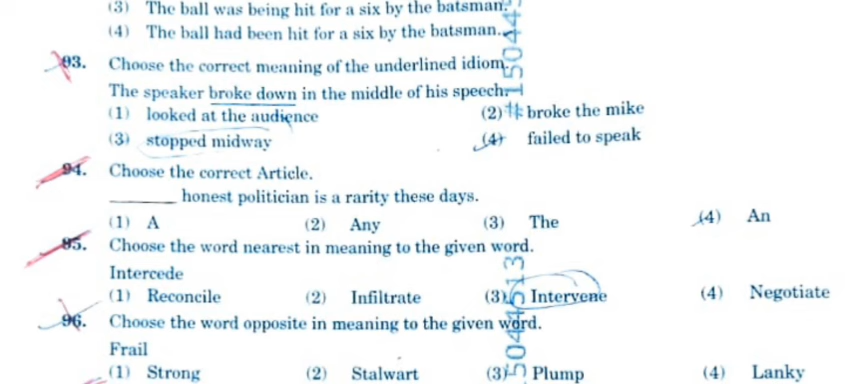 (3) The ball was being hit for a six by the batsman.
(4) The ball had been hit for a six by the batsman.
93. Choose the correct meaning of the underlined idiom.
The speaker broke down in the middle of his speech.
(1) looked at the audience (2) broke the mike
(3) stopped midway (4) failed to speak
94. Choose the correct Article.
______ honest politician is a rarity these days.
(1) A (2) Any (3) The (4) An
95. Choose the word nearest in meaning to the given word.
Intercede
(1) Reconcile (2) Infiltrate (3) Intervene (4) Negotiate
96. Choose the word opposite in meaning to the given word.
Frail
(1) Strong (2) Stalwart (3) Plump (4) Lanky